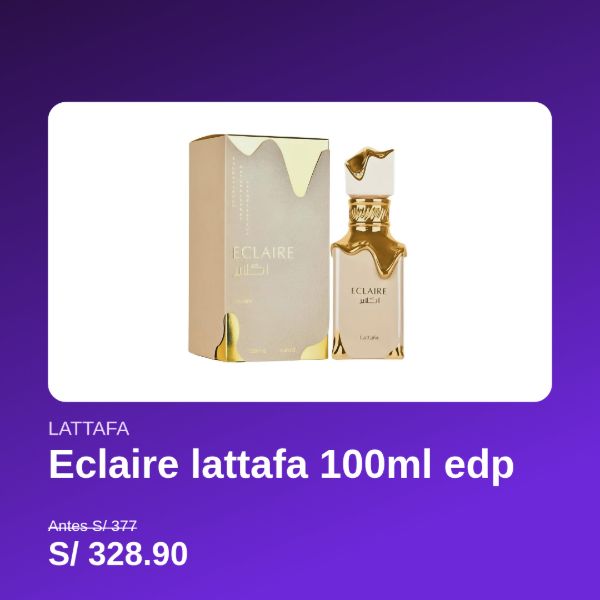 ECLAIRE
اكلير
ECLAIRE
اكلير
Lattafa
LATTAFA
Eclaire lattafa 100ml edp
Antes S/ 377
S/ 328.90